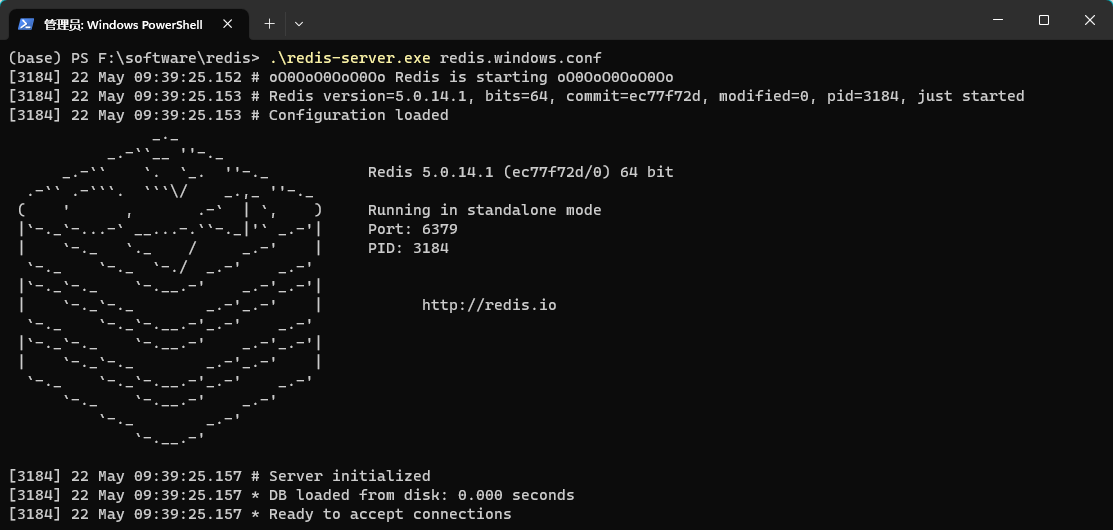 管理员: Windows PowerShell
(base) PS F:\software\redis> .\redis-server.exe redis.windows.conf
[3184] 22 May 09:39:25.152 # oO0OoO0OoO0Oo Redis is starting oO0OoO0OoO0Oo
[3184] 22 May 09:39:25.153 # Redis version=5.0.14.1, bits=64, commit=ec77f72d, modified=0, pid=3184, just started
[3184] 22 May 09:39:25.153 # Configuration loaded
Redis 5.0.14.1 (ec77f72d/0) 64 bit
Running in standalone mode
Port: 6379
PID: 3184
http://redis.io
[3184] 22 May 09:39:25.157 # Server initialized
[3184] 22 May 09:39:25.157 * DB loaded from disk: 0.000 seconds
[3184] 22 May 09:39:25.157 * Ready to accept connections